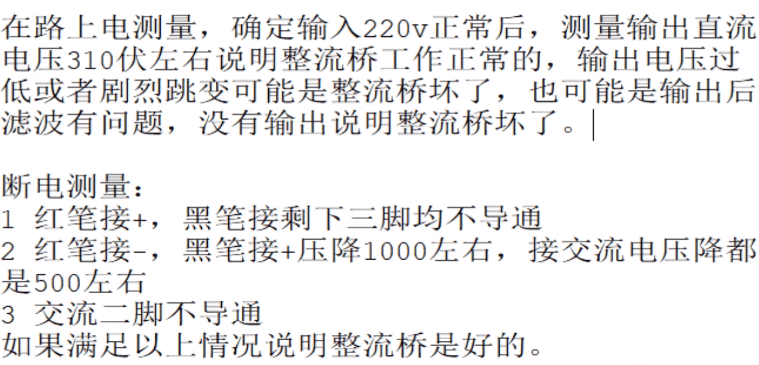 在路上电测量，确定输入220v正常后，测量输出直流
电压310伏左右说明整流桥工作正常的，输出电压过
低或者剧烈跳变可能是整流桥坏了，也可能是输出后
滤波有问题，没有输出说明整流桥坏了。
断电测量：
1 红笔接+，黑笔接剩下三脚均不导通
2 红笔接-，黑笔接+压降1000左右，接交流电压降都
是500左右
3 交流二脚不导通
如果满足以上情况说明整流桥是好的。